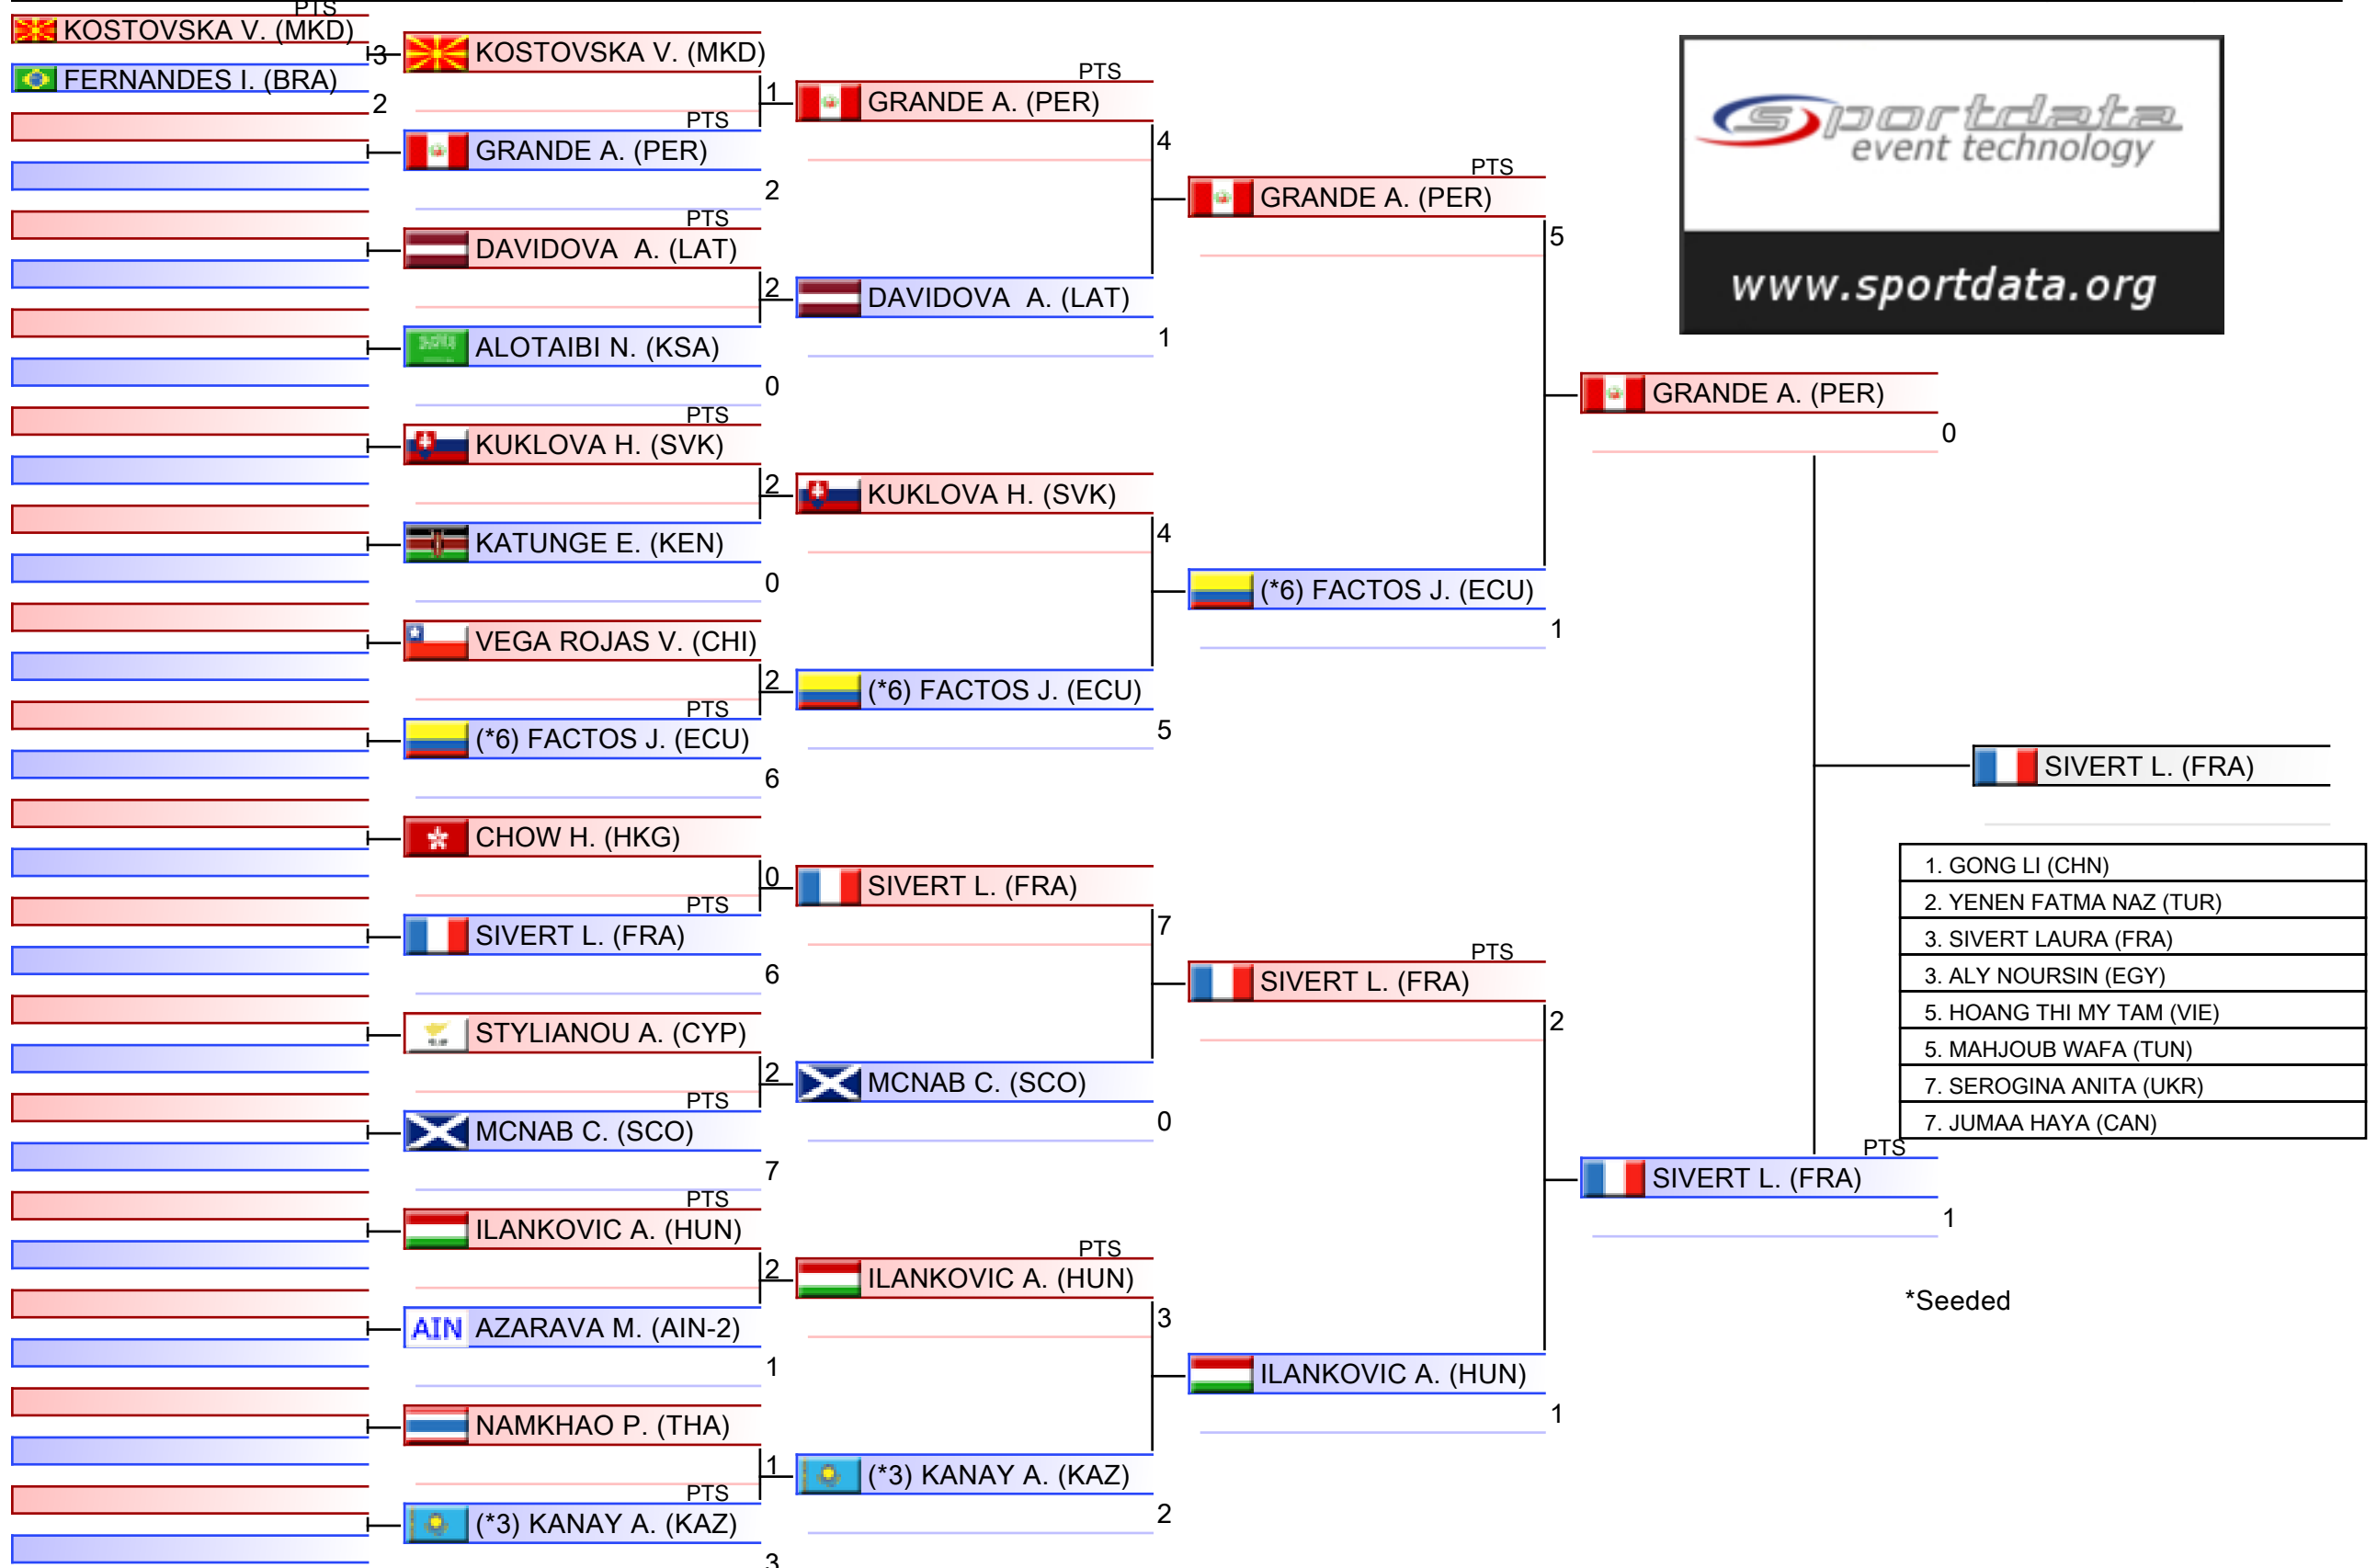 PTS
KOSTOVSKA V. (MKD)
3
FERNANDES I. (BRA)
2
KOSTOVSKA V. (MKD)
1
PTS
GRANDE A. (PER)
2
PTS
DAVIDOVA A. (LAT)
2
ALOTAIBI N. (KSA)
0
PTS
KUKLOVA H. (SVK)
2
KATUNGE E. (KEN)
0
VEGA ROJAS V. (CHI)
2
PTS
(*6) FACTOS J. (ECU)
6
CHOW H. (HKG)
0
PTS
SIVERT L. (FRA)
6
STYLIANOU A. (CYP)
2
PTS
MCNAB C. (SCO)
7
PTS
ILANKOVIC A. (HUN)
2
AIN AZARAVA M. (AIN-2)
1
NAMKHAO P. (THA)
1
PTS
(*3) KANAY A. (KAZ)
3
PTS
GRANDE A. (PER)
4
DAVIDOVA A. (LAT)
1
KUKLOVA H. (SVK)
4
(*6) FACTOS J. (ECU)
5
SIVERT L. (FRA)
7
MCNAB C. (SCO)
0
PTS
ILANKOVIC A. (HUN)
3
(*3) KANAY A. (KAZ)
2
PTS
GRANDE A. (PER)
5
(*6) FACTOS J. (ECU)
1
PTS
SIVERT L. (FRA)
2
ILANKOVIC A. (HUN)
1
GRANDE A. (PER)
0
PTS
SIVERT L. (FRA)
1
SIVERT L. (FRA)
sportdata
event technology
www.sportdata.org
1. GONG LI (CHN)
2. YENEN FATMA NAZ (TUR)
3. SIVERT LAURA (FRA)
3. ALY NOURSIN (EGY)
5. HOANG THI MY TAM (VIE)
5. MAHJOUB WAFA (TUN)
7. SEROGINA ANITA (UKR)
7. JUMAA HAYA (CAN)
*Seeded